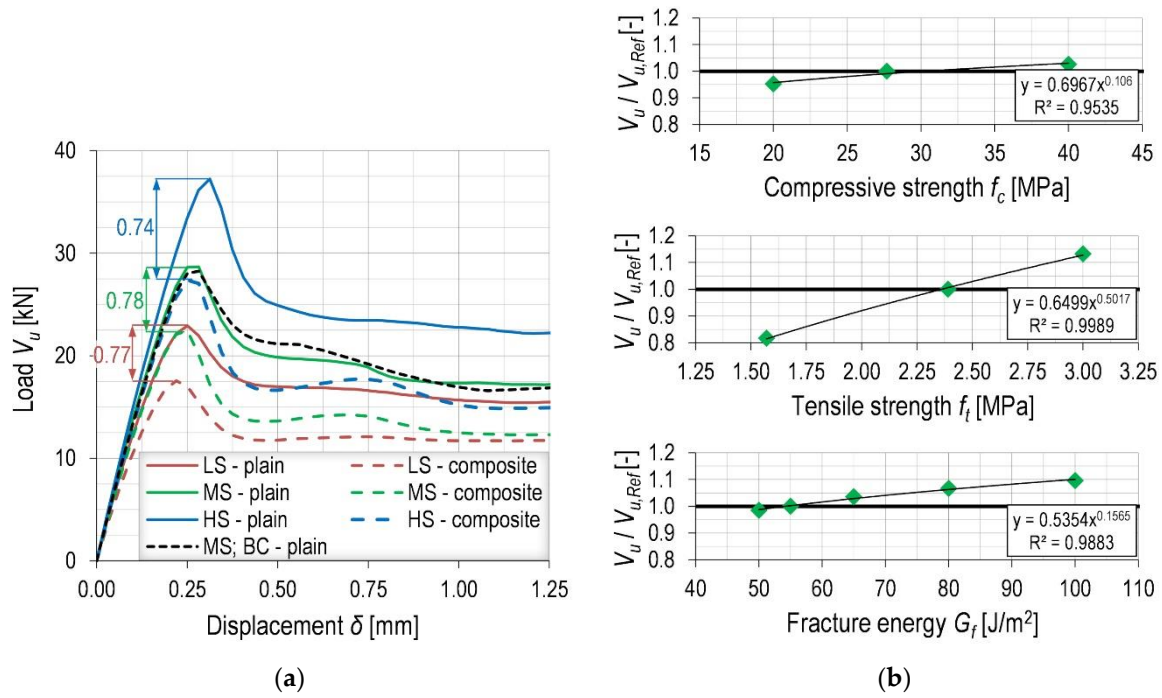 40
30
20
10
0
Load Vu [kN]
0.74
0.78
0.77
LS - plain
LS - composite
MS - plain
MS - composite
HS - plain
HS - composite
MS; BC - plain
0.00 0.25 0.50 0.75 1.00 1.25
Displacement δ [mm]
(a)
Vu / Vu,Ref [-]
1.2
1.1
1.0
0.9
0.8
y = 0.6967x^0.106
R² = 0.9535
15 20 25 30 35 40 45
Compressive strength fc [MPa]
Vu / Vu,Ref [-]
1.2
1.1
1.0
0.9
0.8
y = 0.6499x^0.5017
R² = 0.9989
1.25 1.50 1.75 2.00 2.25 2.50 2.75 3.00 3.25
Tensile strength ft [MPa]
Vu / Vu,Ref [-]
1.2
1.1
1.0
0.9
0.8
y = 0.5354x^0.1565
R² = 0.9883
40 50 60 70 80 90 100 110
Fracture energy Gf [J/m²]
(b)